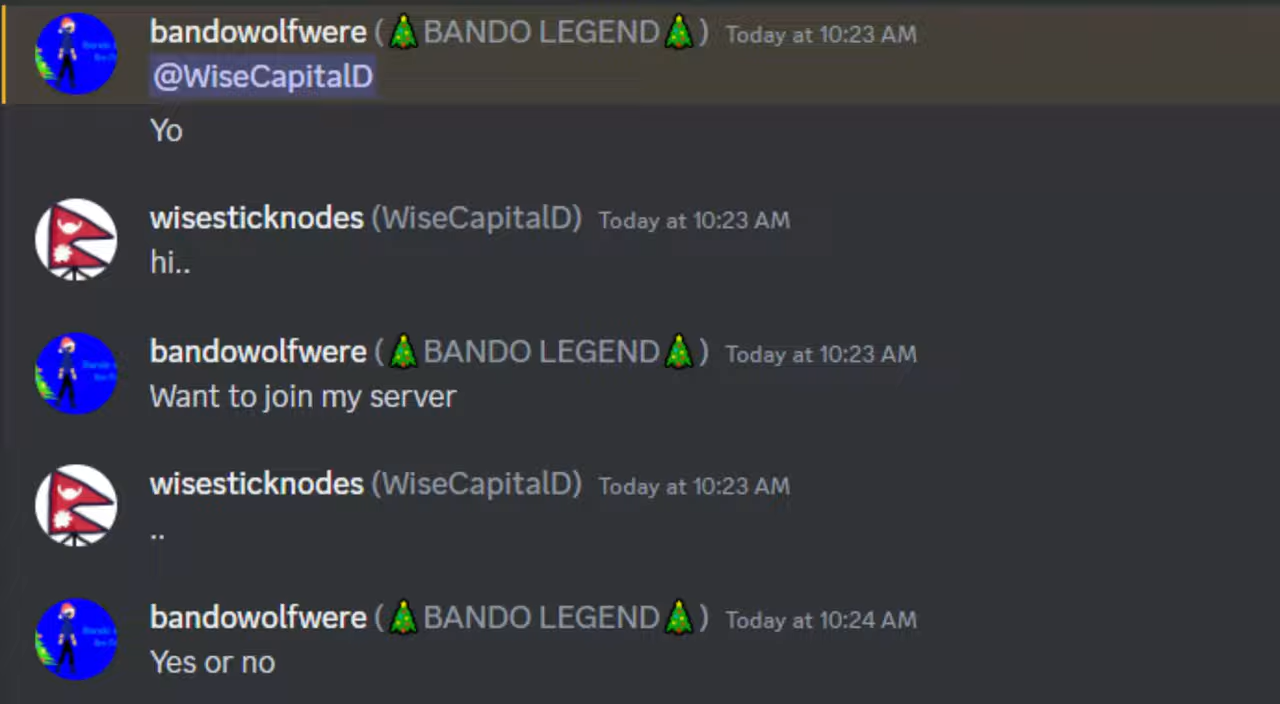 bandowolfwere (🎄BANDO LEGEND🎄) Today at 10:23 AM
@WiseCapitalD
Yo
wisesticknodes (WiseCapitalD) Today at 10:23 AM
hi..
bandowolfwere (🎄BANDO LEGEND🎄) Today at 10:23 AM
Want to join my server
wisesticknodes (WiseCapitalD) Today at 10:23 AM
..
bandowolfwere (🎄BANDO LEGEND🎄) Today at 10:24 AM
Yes or no